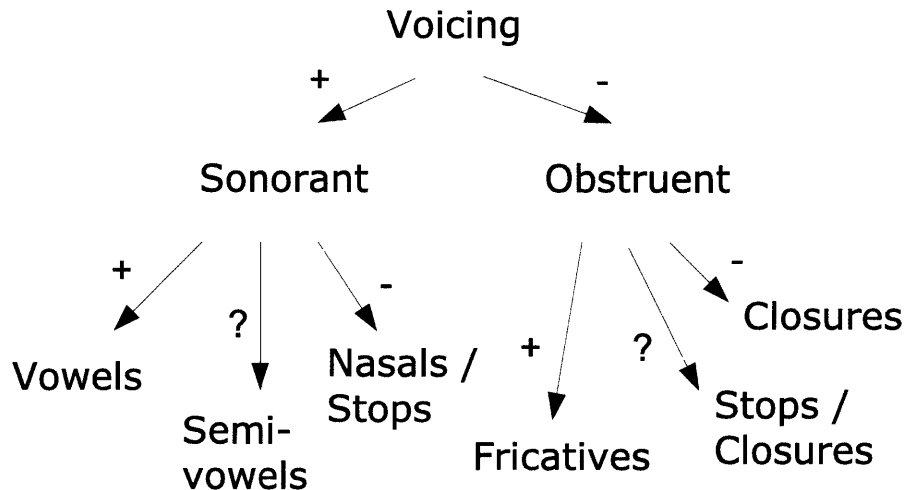 Voicing
+
-
Sonorant
Obstruent
+
?
-
+
?
-
Vowels
Semi-
vowels
Nasals /
Stops
Fricatives
Stops /
Closures
Closures